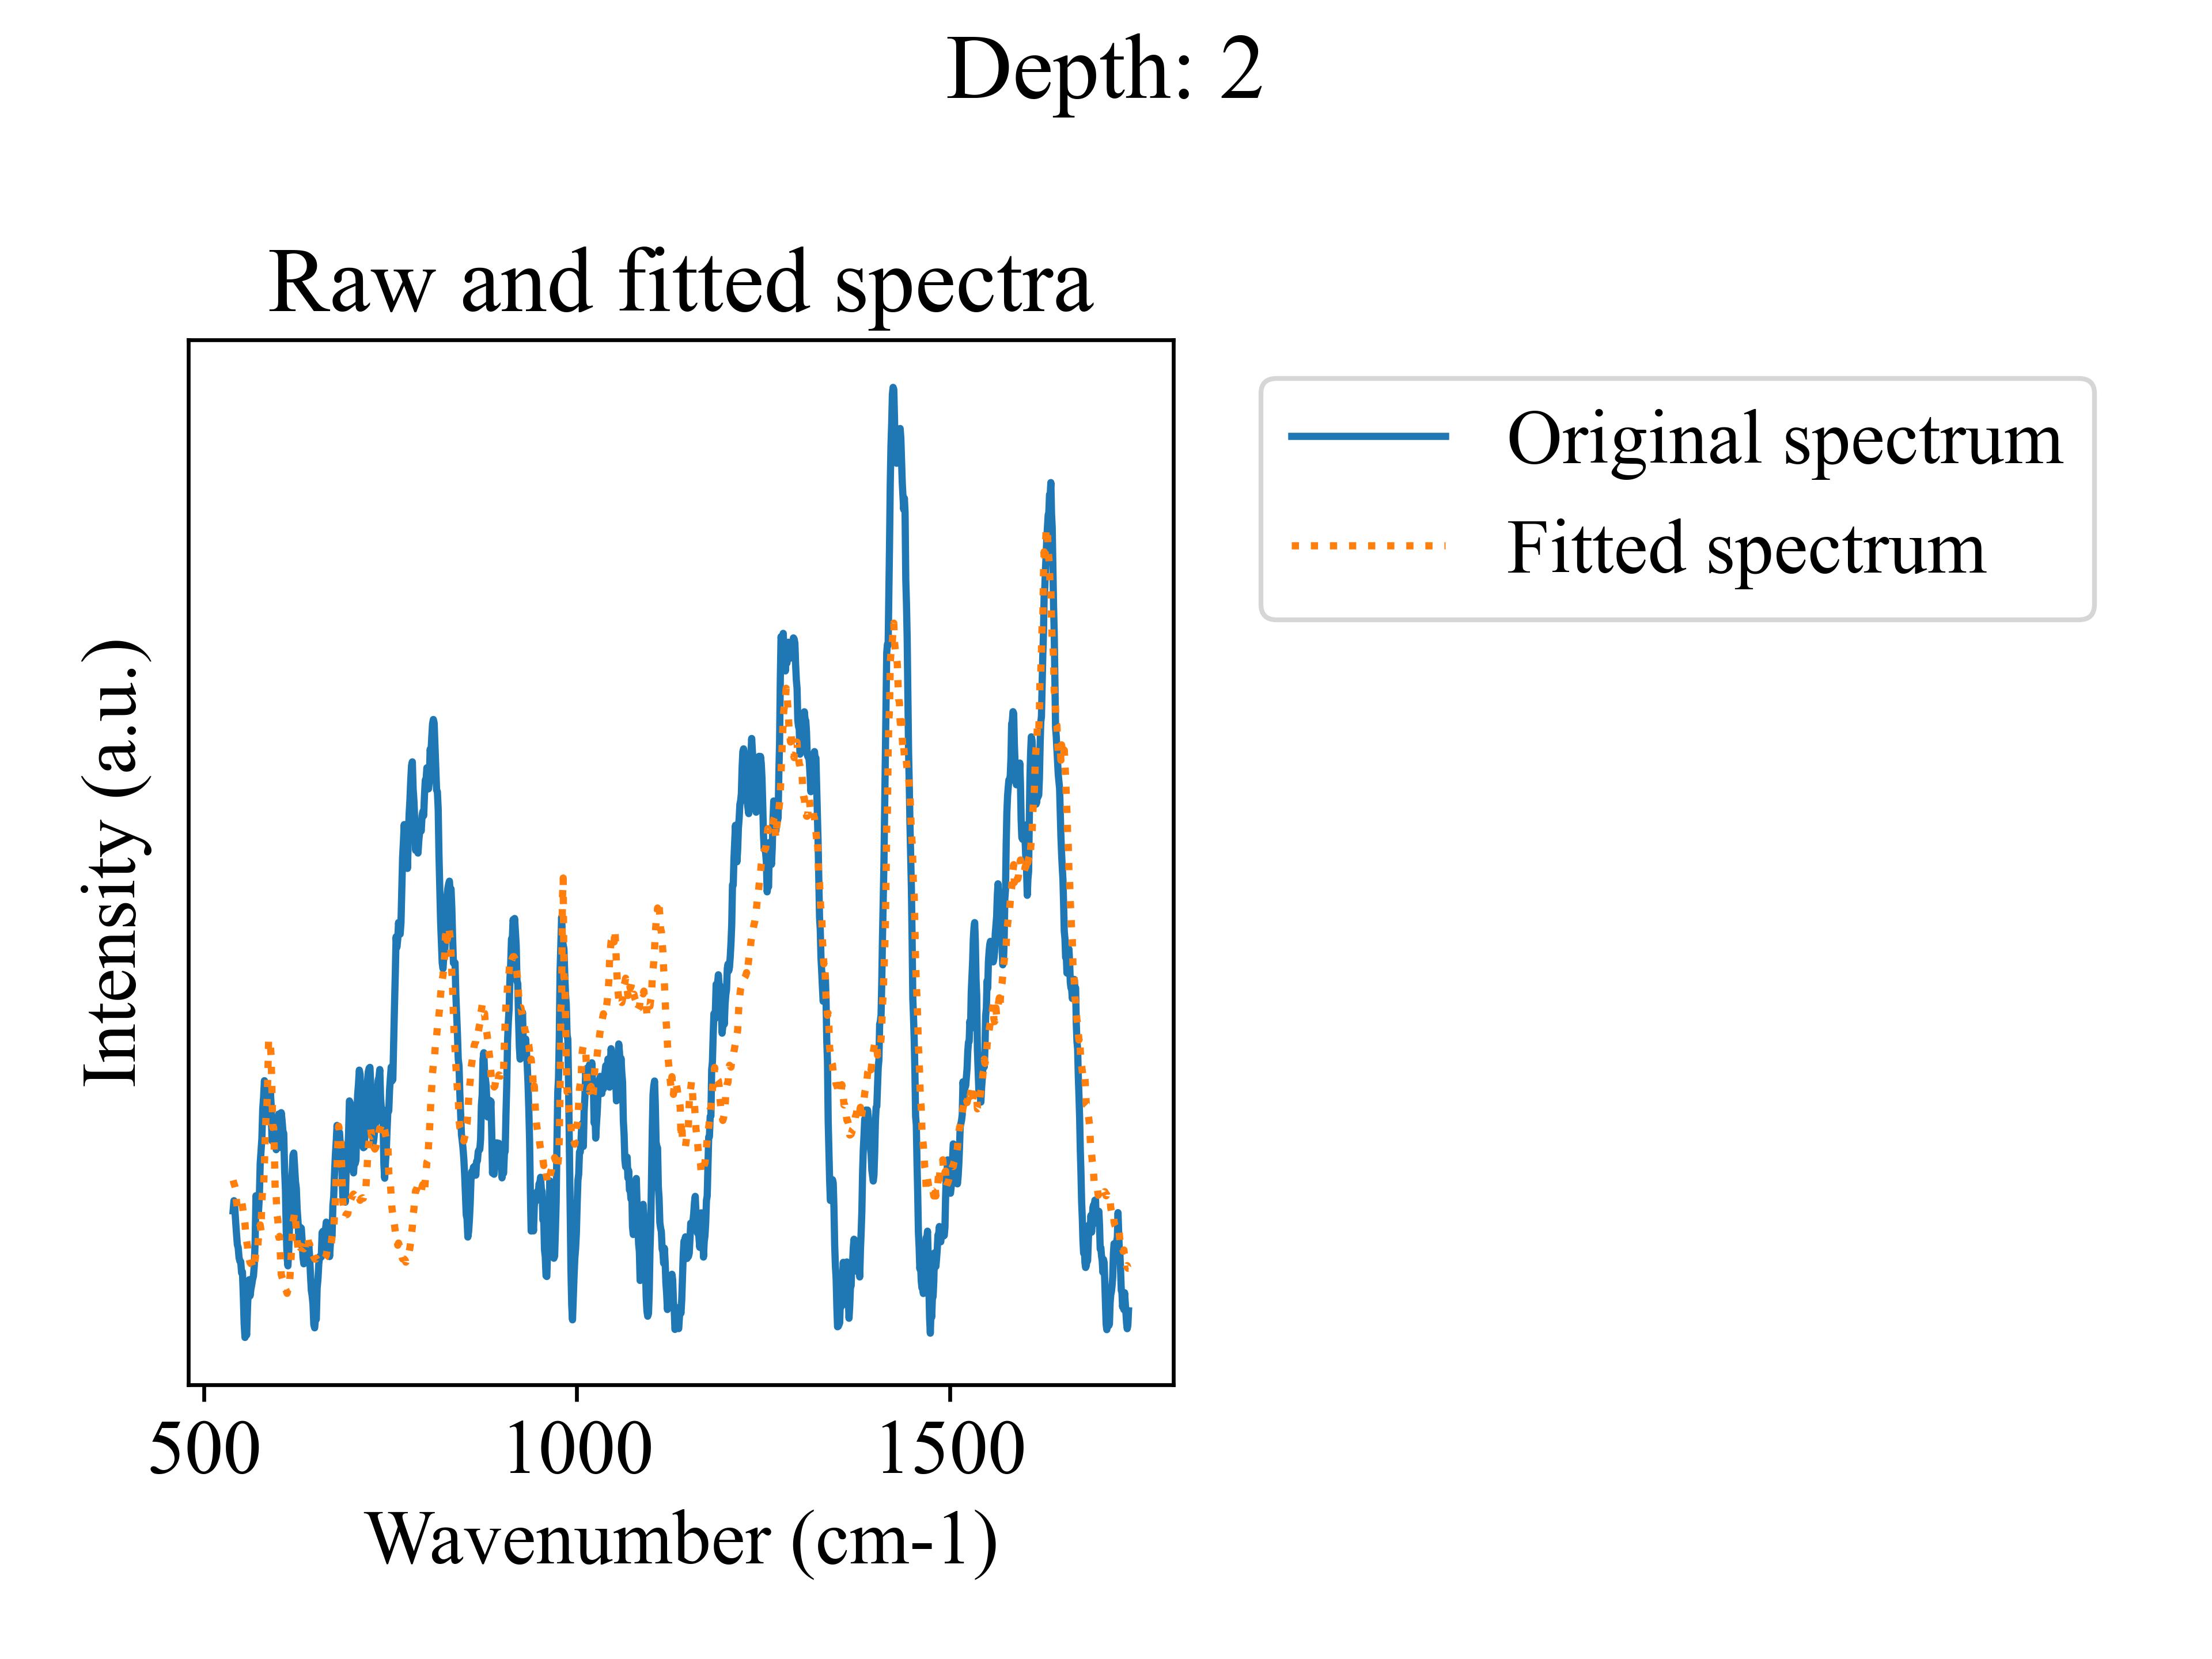 Depth: 2
Raw and fitted spectra
Original spectrum
Fitted spectrum
Intensity (a.u.)
500 1000 1500
Wavenumber (cm-1)